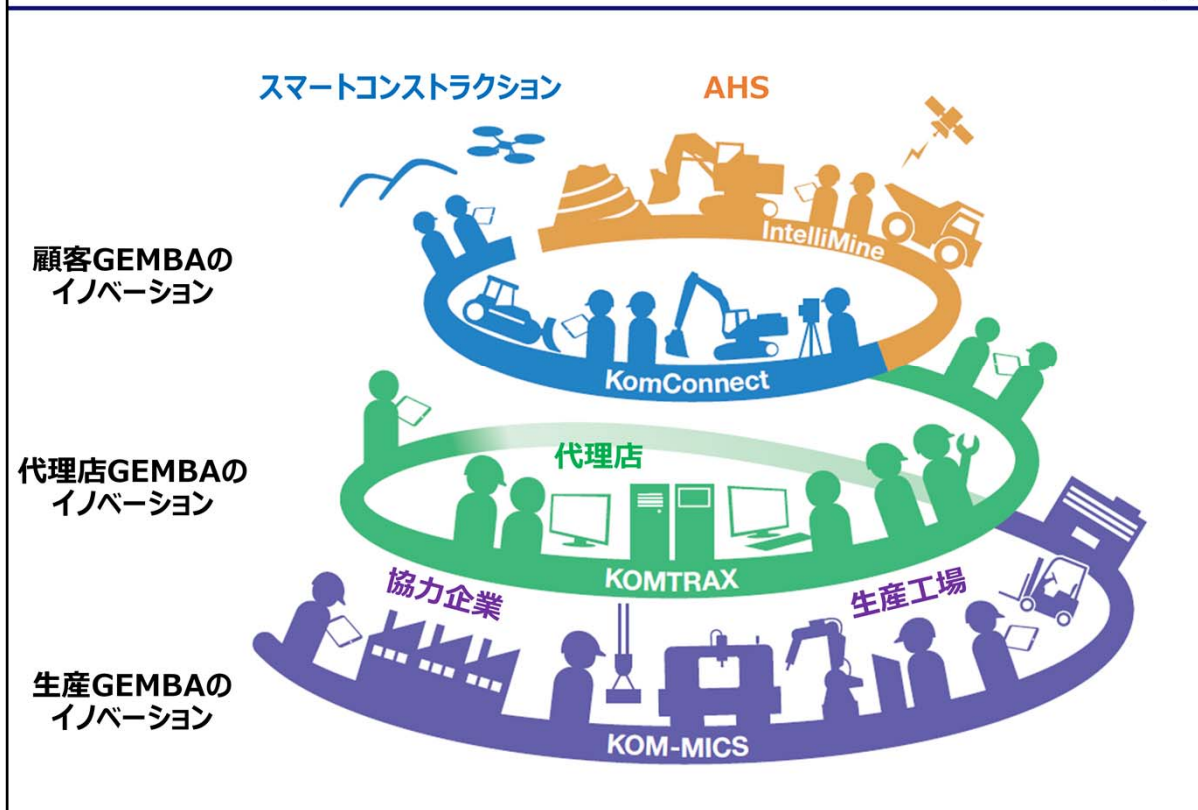 スマートコンストラクション
AHS
IntelliMine
顧客GEMBAの
イノベーション
KomConnect
代理店GEMBAの
イノベーション
代理店
KOMTRAX
協力企業
生産工場
生産GEMBAの
イノベーション
KOM-MICS